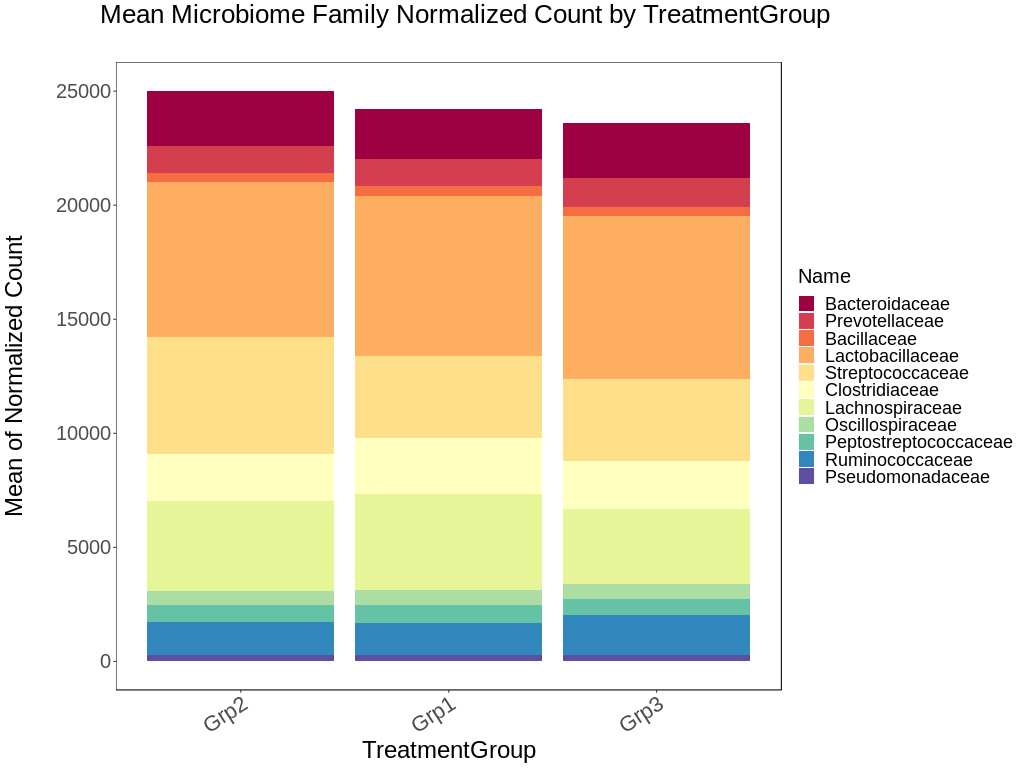 Mean Microbiome Family Normalized Count by TreatmentGroup
Mean of Normalized Count
25000
20000
15000
10000
5000
0
Grp2
Grp1
Grp3
TreatmentGroup
Name
Bacteroidaceae
Prevotellaceae
Bacillaceae
Lactobacillaceae
Streptococcaceae
Clostridiaceae
Lachnospiraceae
Oscillospiraceae
Peptostreptococcaceae
Ruminococcaceae
Pseudomonadaceae